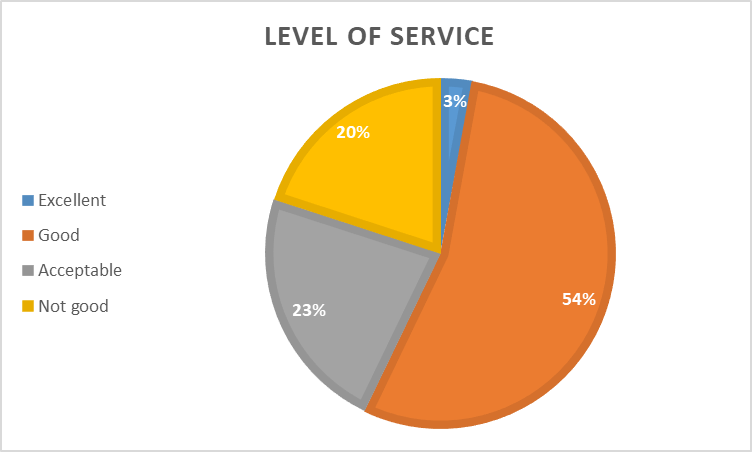 LEVEL OF SERVICE
3%
20%
Excellent
Good
Acceptable
Not good
54%
23%